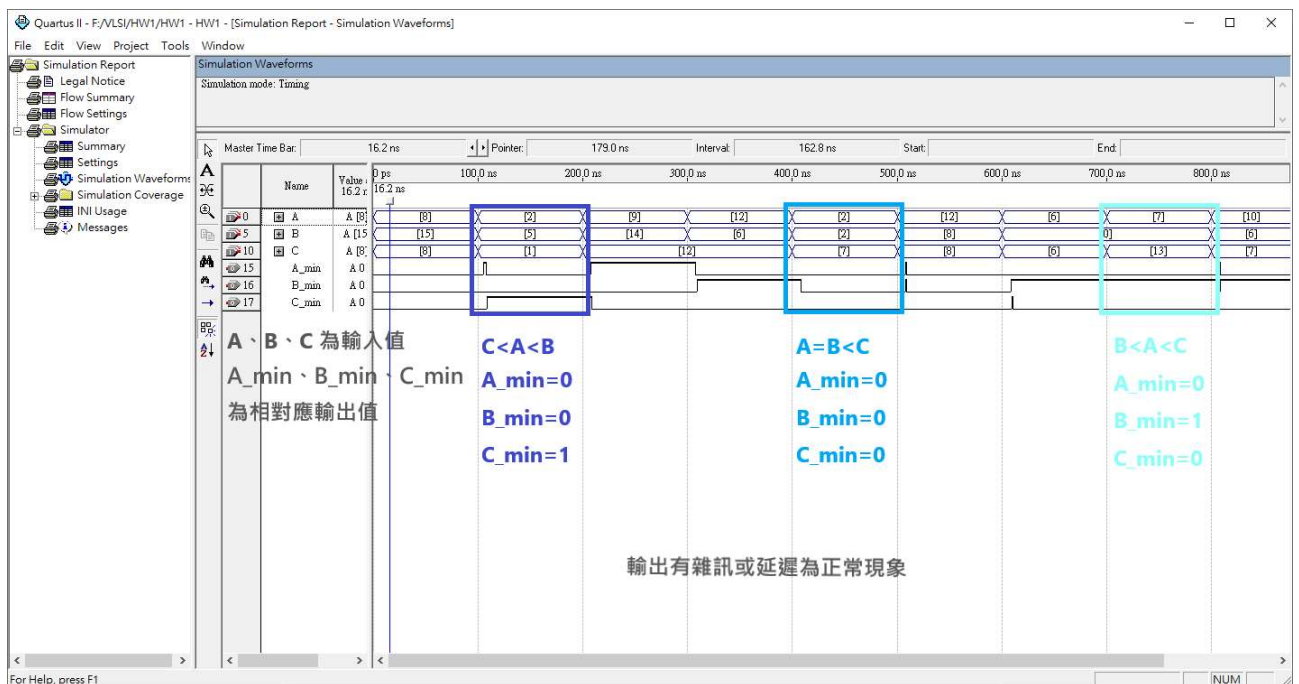 Quartus II - F:/VLSI/HW1/HW1 - HW1 - [Simulation Report - Simulation Waveforms]
File Edit View Project Tools Window
Simulation Report
Legal Notice
Flow Summary
Flow Settings
Simulator
Summary
Settings
Simulation Waveforms
Simulation Coverage
INI Usage
Messages
Simulation Waveforms
Simulation mode: Timing
Master Time Bar: 16.2 ns Pointer: 179.0 ns Interval: 162.8 ns Start: End:
Name Value 16.2 0 ps 100.0 ns 200.0 ns 300.0 ns 400.0 ns 500.0 ns 600.0 ns 700.0 ns 800.0 ns
16.2 ns
0 A A [8] [8] [2] [9] [12] [2] [12] [6] [7] [10]
5 B A [15 [15] [5] [14] [6] [2] [8] 0] [6]
10 C A [8] [8] [1] [12] [7] [8] [6] [13] [7]
15 A_min A 0
16 B_min A 0
17 C_min A 0
A、B、C 為輸入值
A_min、B_min、C_min
為相對應輸出值
C<A<B
A_min=0
B_min=0
C_min=1
A=B<C
A_min=0
B_min=0
C_min=0
B<A<C
A_min=0
B_min=1
C_min=0
輸出有雜訊或延遲為正常現象
For Help, press F1
NUM